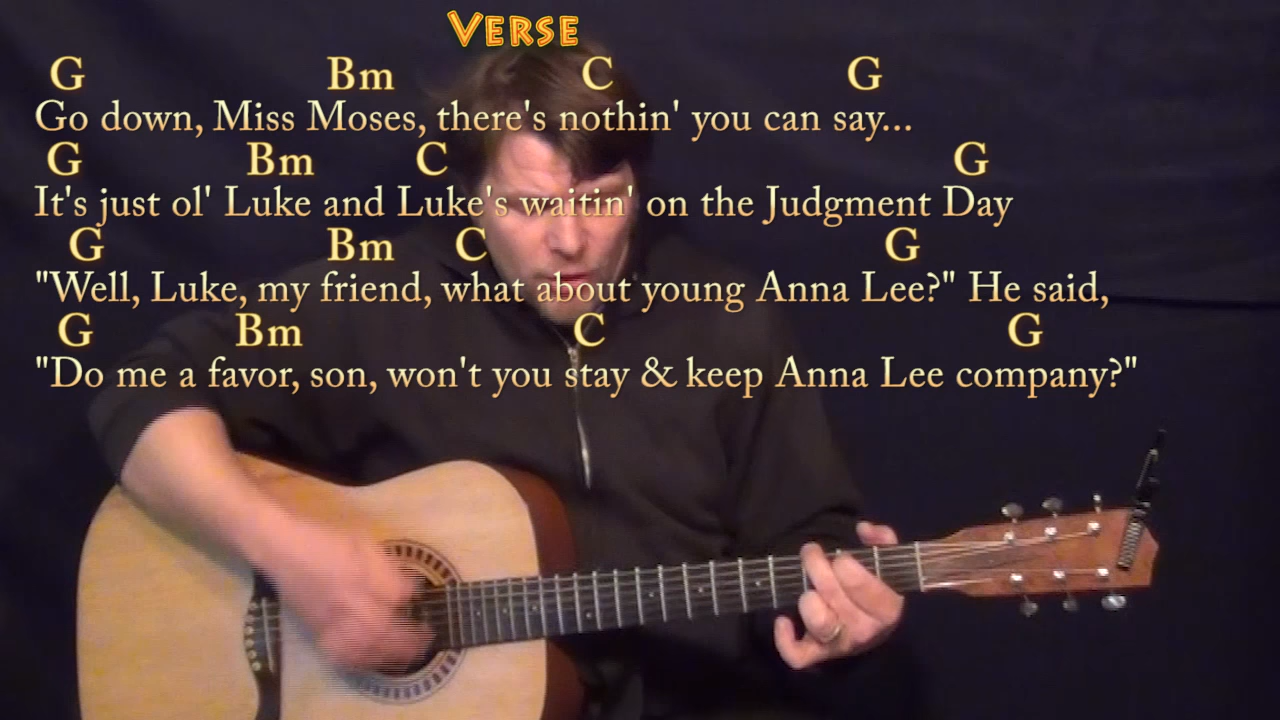 VERSE
G Bm C G
Go down, Miss Moses, there's nothin' you can say...
G Bm C G
It's just ol' Luke and Luke's waitin' on the Judgment Day
G Bm C G
"Well, Luke, my friend, what about young Anna Lee?" He said,
G Bm C G
"Do me a favor, son, won't you stay & keep Anna Lee company?"